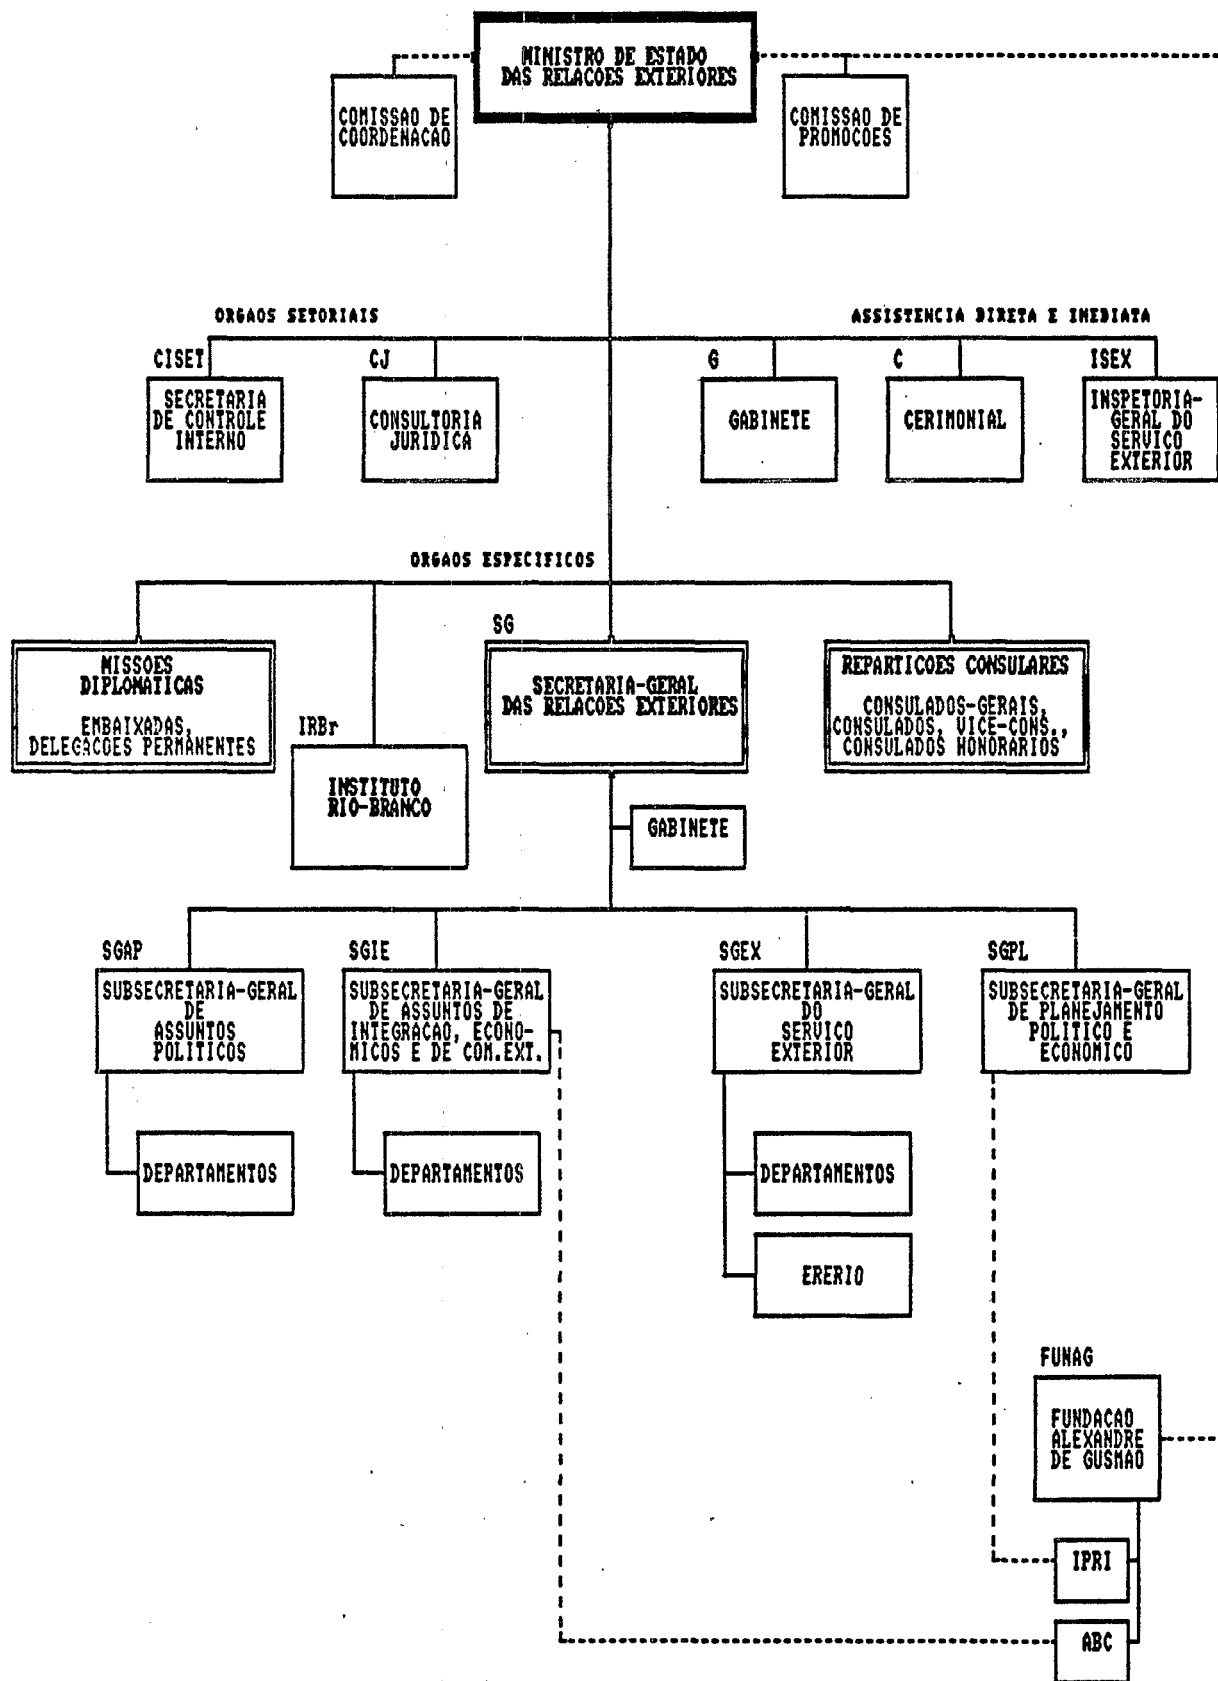 MINISTRO DE ESTADO
DAS RELACOES EXTERIORES
COMISSAO DE
COORDENACAO
COMISSAO DE
PROMOCOES
ORGAOS SETORIAIS
ASSISTENCIA DIRETA E IMEDIATA
CISET
CJ
G
C
ISEX
SECRETARIA
DE CONTROLE
INTERNO
CONSULTORIA
JURIDICA
GABINETE
CERIMONIAL
INSPETORIA-
GERAL DO
SERVICO
EXTERIOR
ORGAOS ESPECIFICOS
MISSOES
DIPLOMATICAS
EMBAIXADAS,
DELEGACOES PERMANENTES
IRBr
INSTITUTO
RIO-BRANCO
SG
SECRETARIA-GERAL
DAS RELACOES EXTERIORES
REPARTICOES CONSULARES
CONSULADOS-GERAIS,
CONSULADOS, VICE-CONS.,
CONSULADOS HONORARIOS
GABINETE
SGAP
SUBSECRETARIA-GERAL
DE
ASSUNTOS
POLITICOS
SGIE
SUBSECRETARIA-GERAL
DE ASSUNTOS DE
INTEGRACAO, ECONO-
MICOS E DE COM.EXT.
SGEX
SUBSECRETARIA-GERAL
DO
SERVICO
EXTERIOR
SGPL
SUBSECRETARIA-GERAL
DE PLANEJAMENTO
POLITICO E
ECONOMICO
DEPARTAMENTOS
DEPARTAMENTOS
DEPARTAMENTOS
ERERIO
FUNAG
FUNDACAO
ALEXANDRE
DE GUSMAO
IPRI
ABC